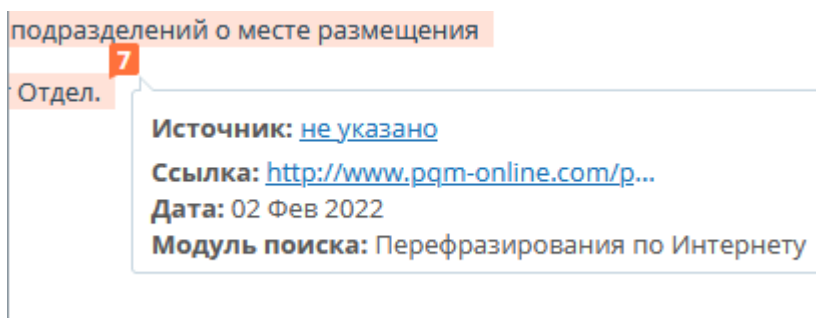 подразделений о месте размещения
7
Отдел.
Источник: не указано
Ссылка: http://www.pqm-online.com/p...
Дата: 02 Фев 2022
Модуль поиска: Перефразирования по Интернету